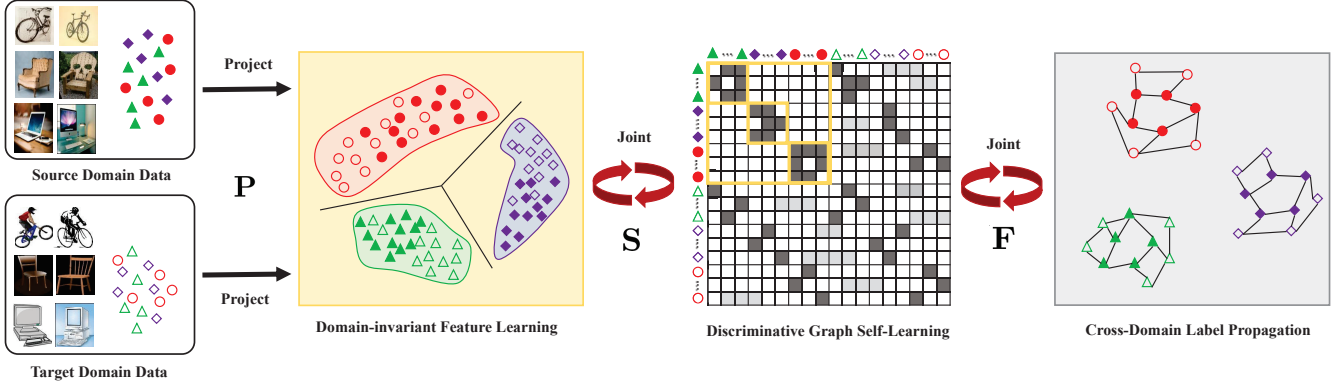 Source Domain Data
Project
P
Project
Target Domain Data
Domain-invariant Feature Learning
Joint
S
Discriminative Graph Self-Learning
Joint
F
Cross-Domain Label Propagation